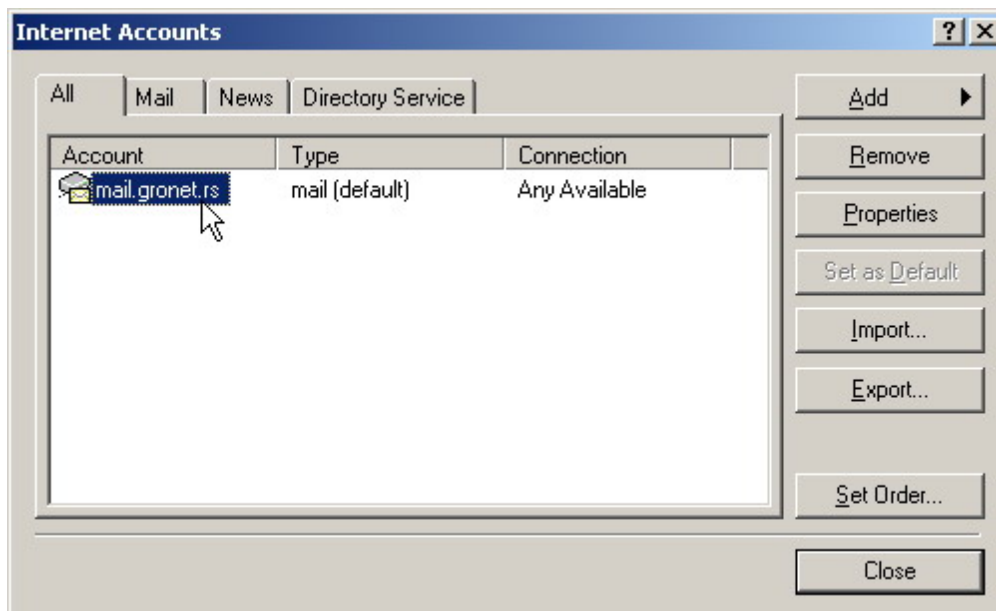 Internet Accounts
All Mail News Directory Service
Account Type Connection
mail.gronet.rs mail (default) Any Available
Add
Remove
Properties
Set as Default
Import...
Export...
Set Order...
Close